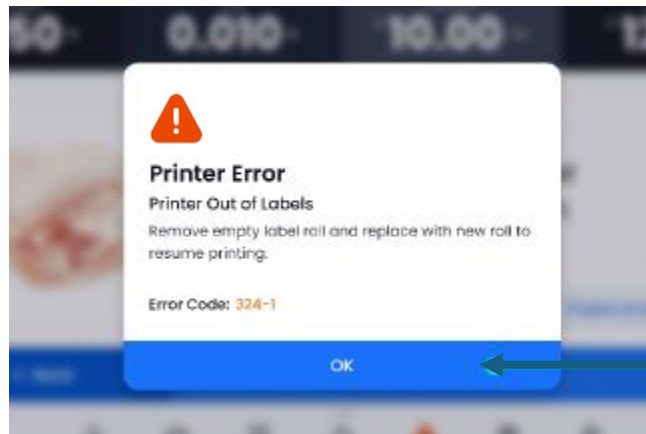 0.010
10.00
Printer Error
Printer Out of Labels
Remove empty label roll and replace with new roll to
resume printing.
Error Code: 324-1
OK